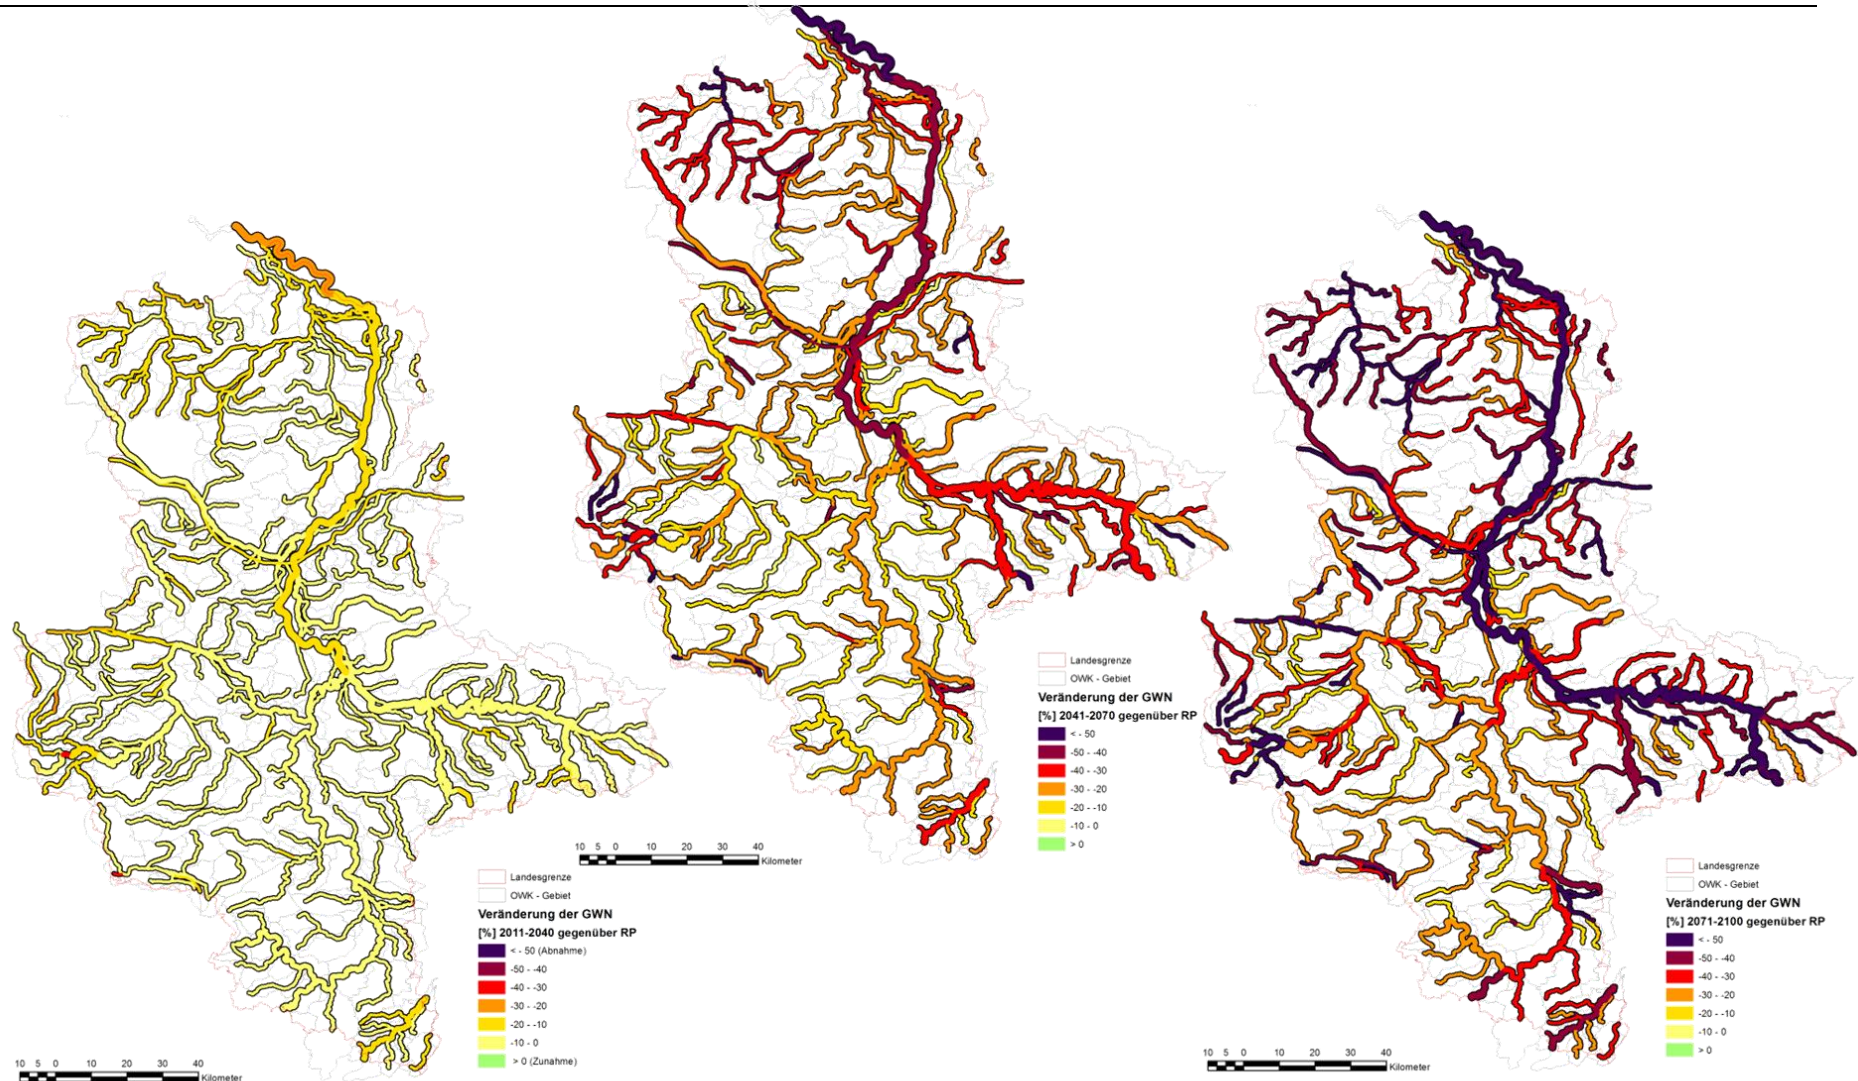 Landesgrenze
OWK - Gebiet
Veränderung der GWN
[%] 2011-2040 gegenüber RP
< - 50 (Abnahme)
-50 - -40
-40 - -30
-30 - -20
-20 - -10
-10 - 0
> 0 (Zunahme)
10 5 0 10 20 30 40
Kilometer
Landesgrenze
OWK - Gebiet
Veränderung der GWN
[%] 2041-2070 gegenüber RP
< - 50
-50 - -40
-40 - -30
-30 - -20
-20 - -10
-10 - 0
> 0
10 5 0 10 20 30 40
Kilometer
Landesgrenze
OWK - Gebiet
Veränderung der GWN
[%] 2071-2100 gegenüber RP
< - 50
-50 - -40
-40 - -30
-30 - -20
-20 - -10
-10 - 0
> 0
10 5 0 10 20 30 40
Kilometer